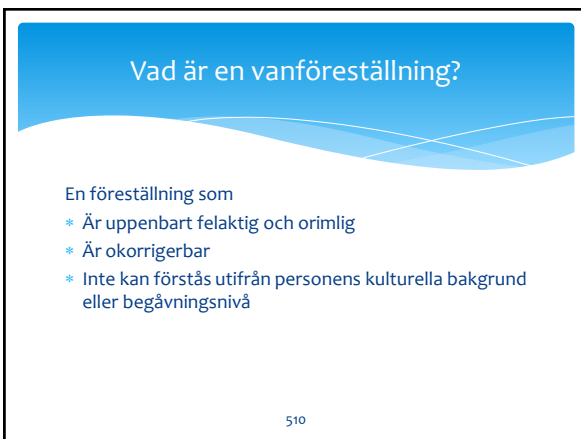 Vad är en vanföreställning?
En föreställning som
* Är uppenbart felaktig och orimlig
* Är okorrigerbar
* Inte kan förstås utifrån personens kulturella bakgrund
eller begåvningsnivå
510